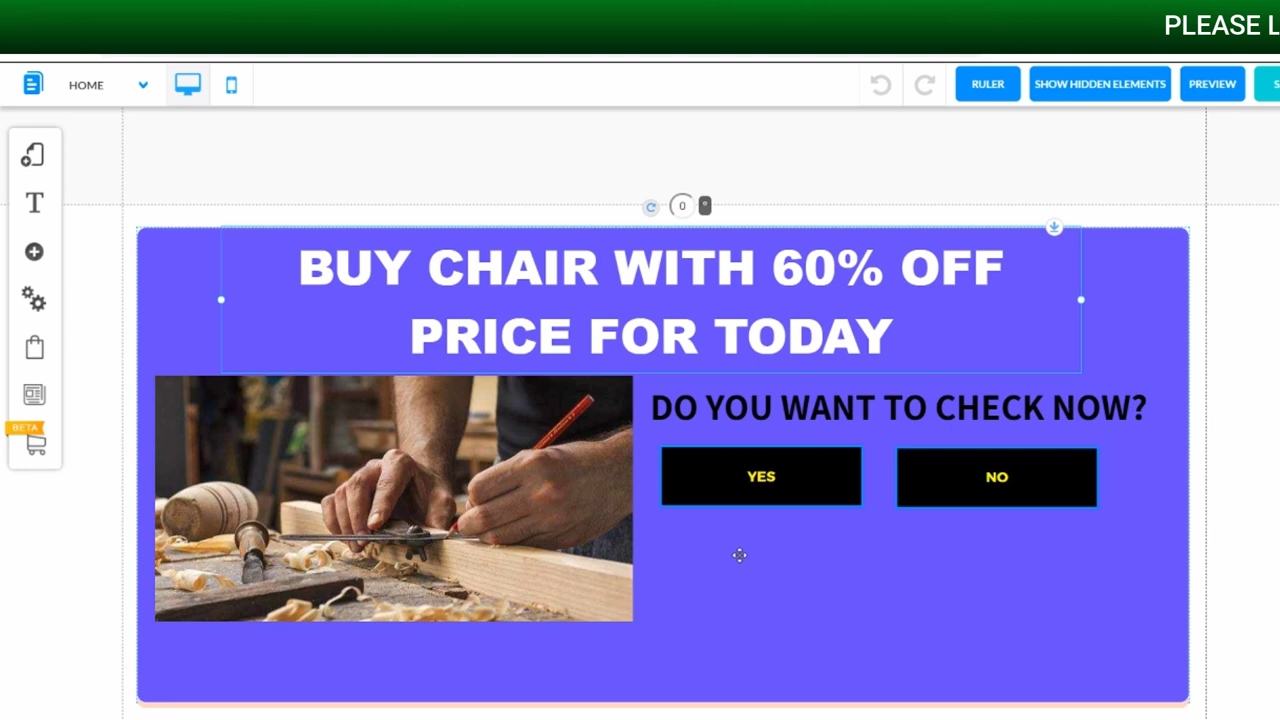 PLEASE L
HOME
RULER
SHOW HIDDEN ELEMENTS
PREVIEW
S
0
BUY CHAIR WITH 60% OFF
PRICE FOR TODAY
DO YOU WANT TO CHECK NOW?
YES
NO
T
BETA